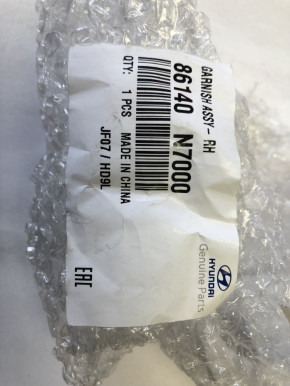 GARNISH ASSY- RH
86140 N7000
QTY: 1 PCS MADE IN CHINA
JF07 / HD9L
HYUNDAI
Genuine Parts
EAC